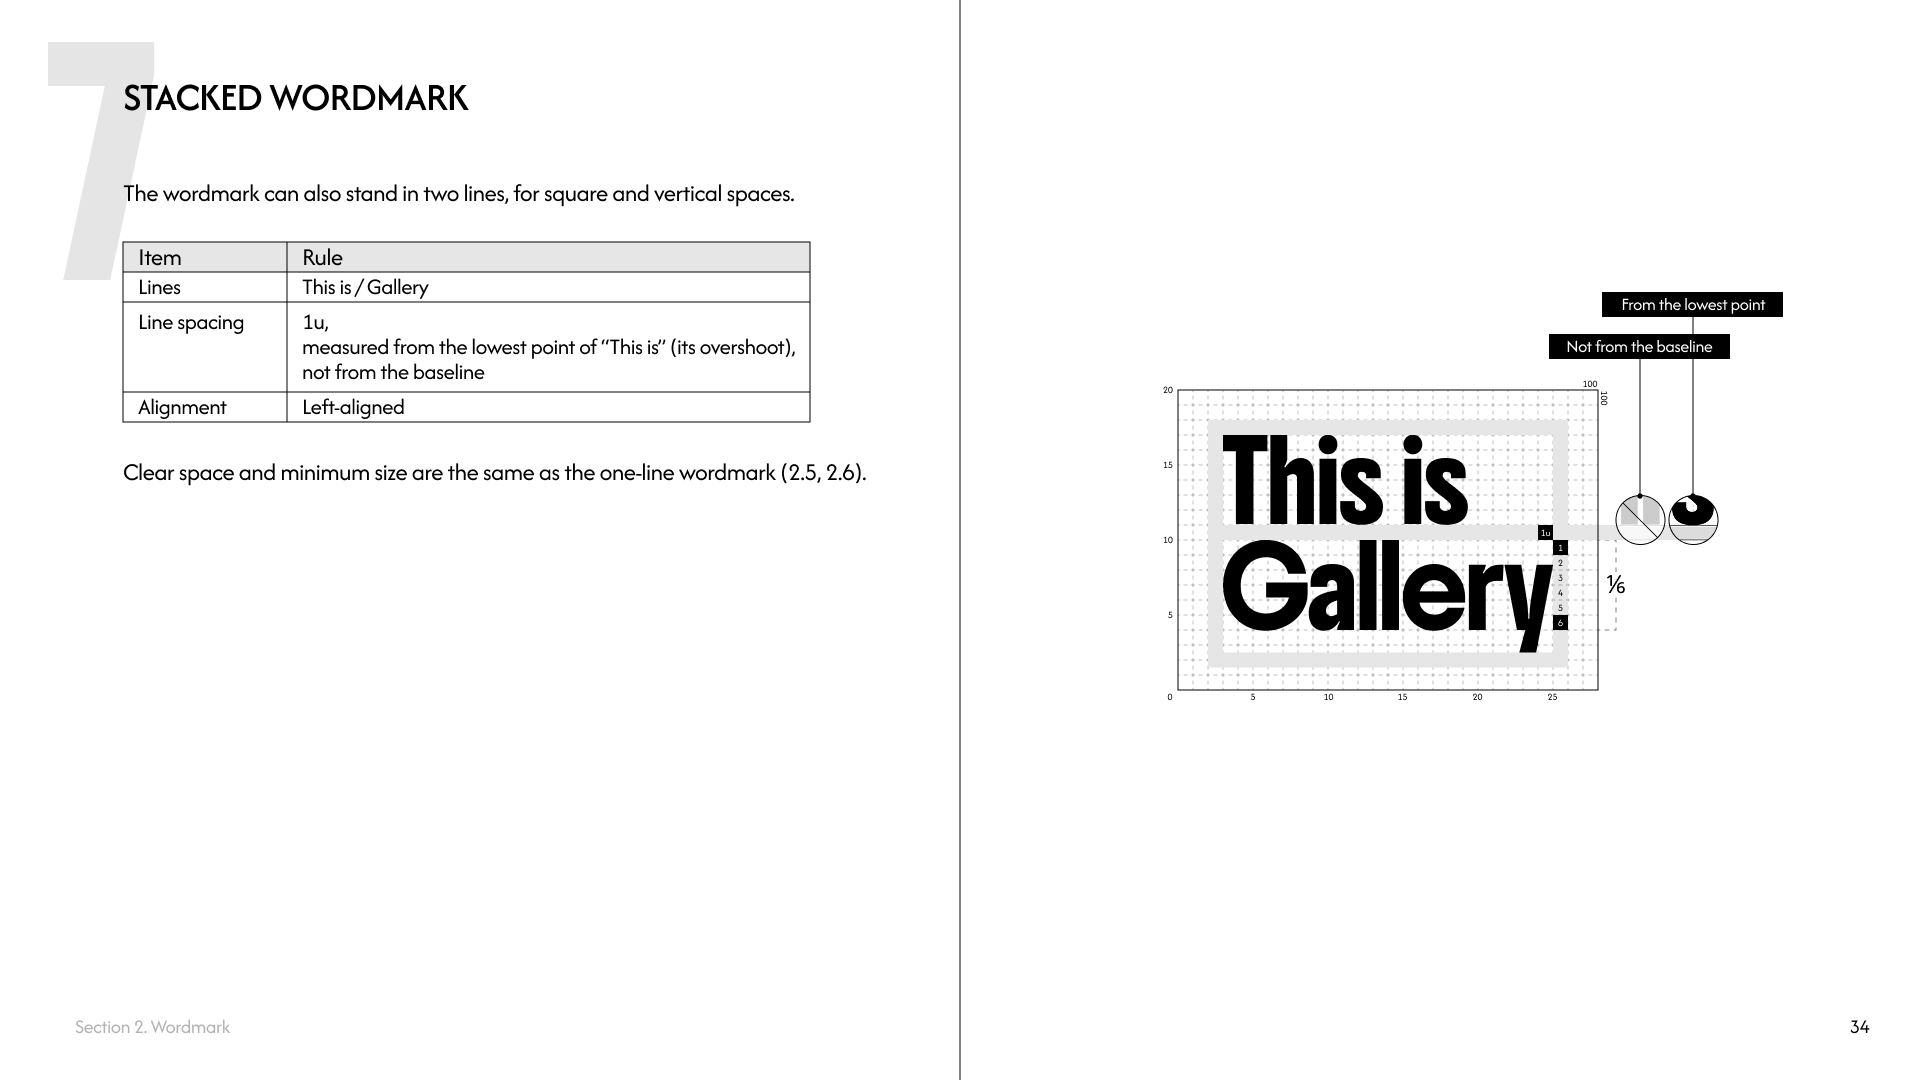 7
STACKED WORDMARK
The wordmark can also stand in two lines, for square and vertical spaces.
Item Rule
Lines This is / Gallery
Line spacing 1u,
measured from the lowest point of “This is” (its overshoot),
not from the baseline
Alignment Left-aligned
Clear space and minimum size are the same as the one-line wordmark (2.5, 2.6).
Section 2. Wordmark
From the lowest point
Not from the baseline
100
100
20
15
10
5
0
5 10 15 20 25
This is
Gallery
1u
1
2
3
4
5
6
⅙
34